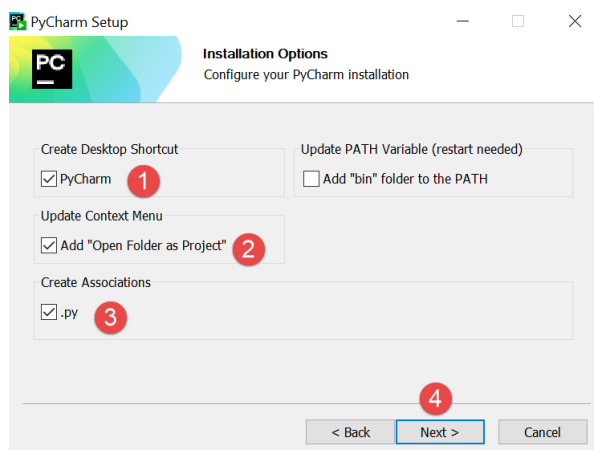 PyCharm Setup
PC
Installation Options
Configure your PyCharm installation
Create Desktop Shortcut
PyCharm
1
Update PATH Variable (restart needed)
Add "bin" folder to the PATH
Update Context Menu
Add "Open Folder as Project"
2
Create Associations
.py
3
4
< Back
Next >
Cancel